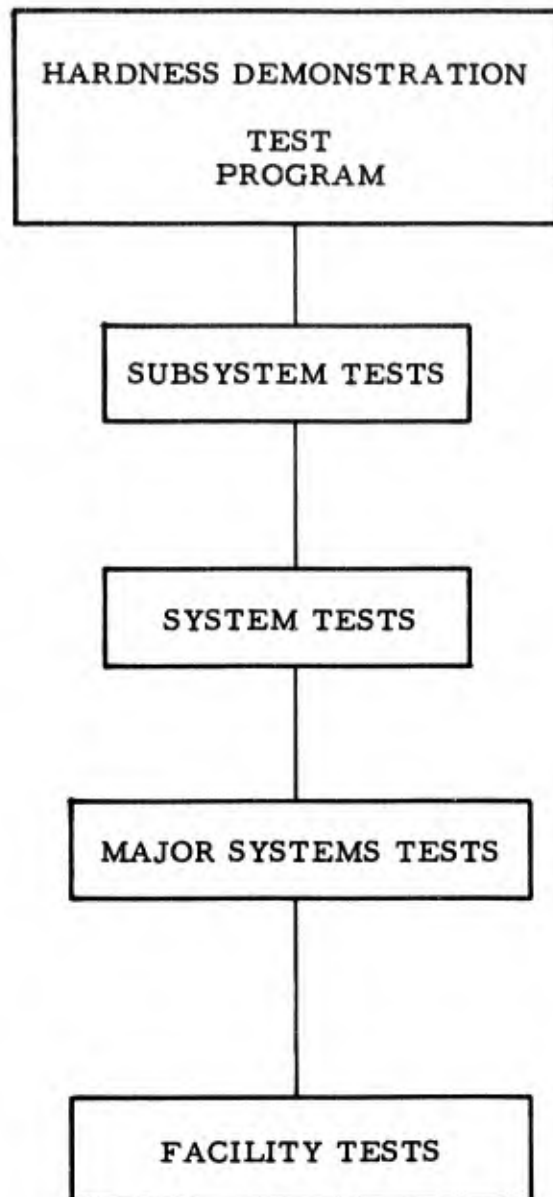 HARDNESS DEMONSTRATION
TEST
PROGRAM
SUBSYSTEM TESTS
SYSTEM TESTS
MAJOR SYSTEMS TESTS
FACILITY TESTS